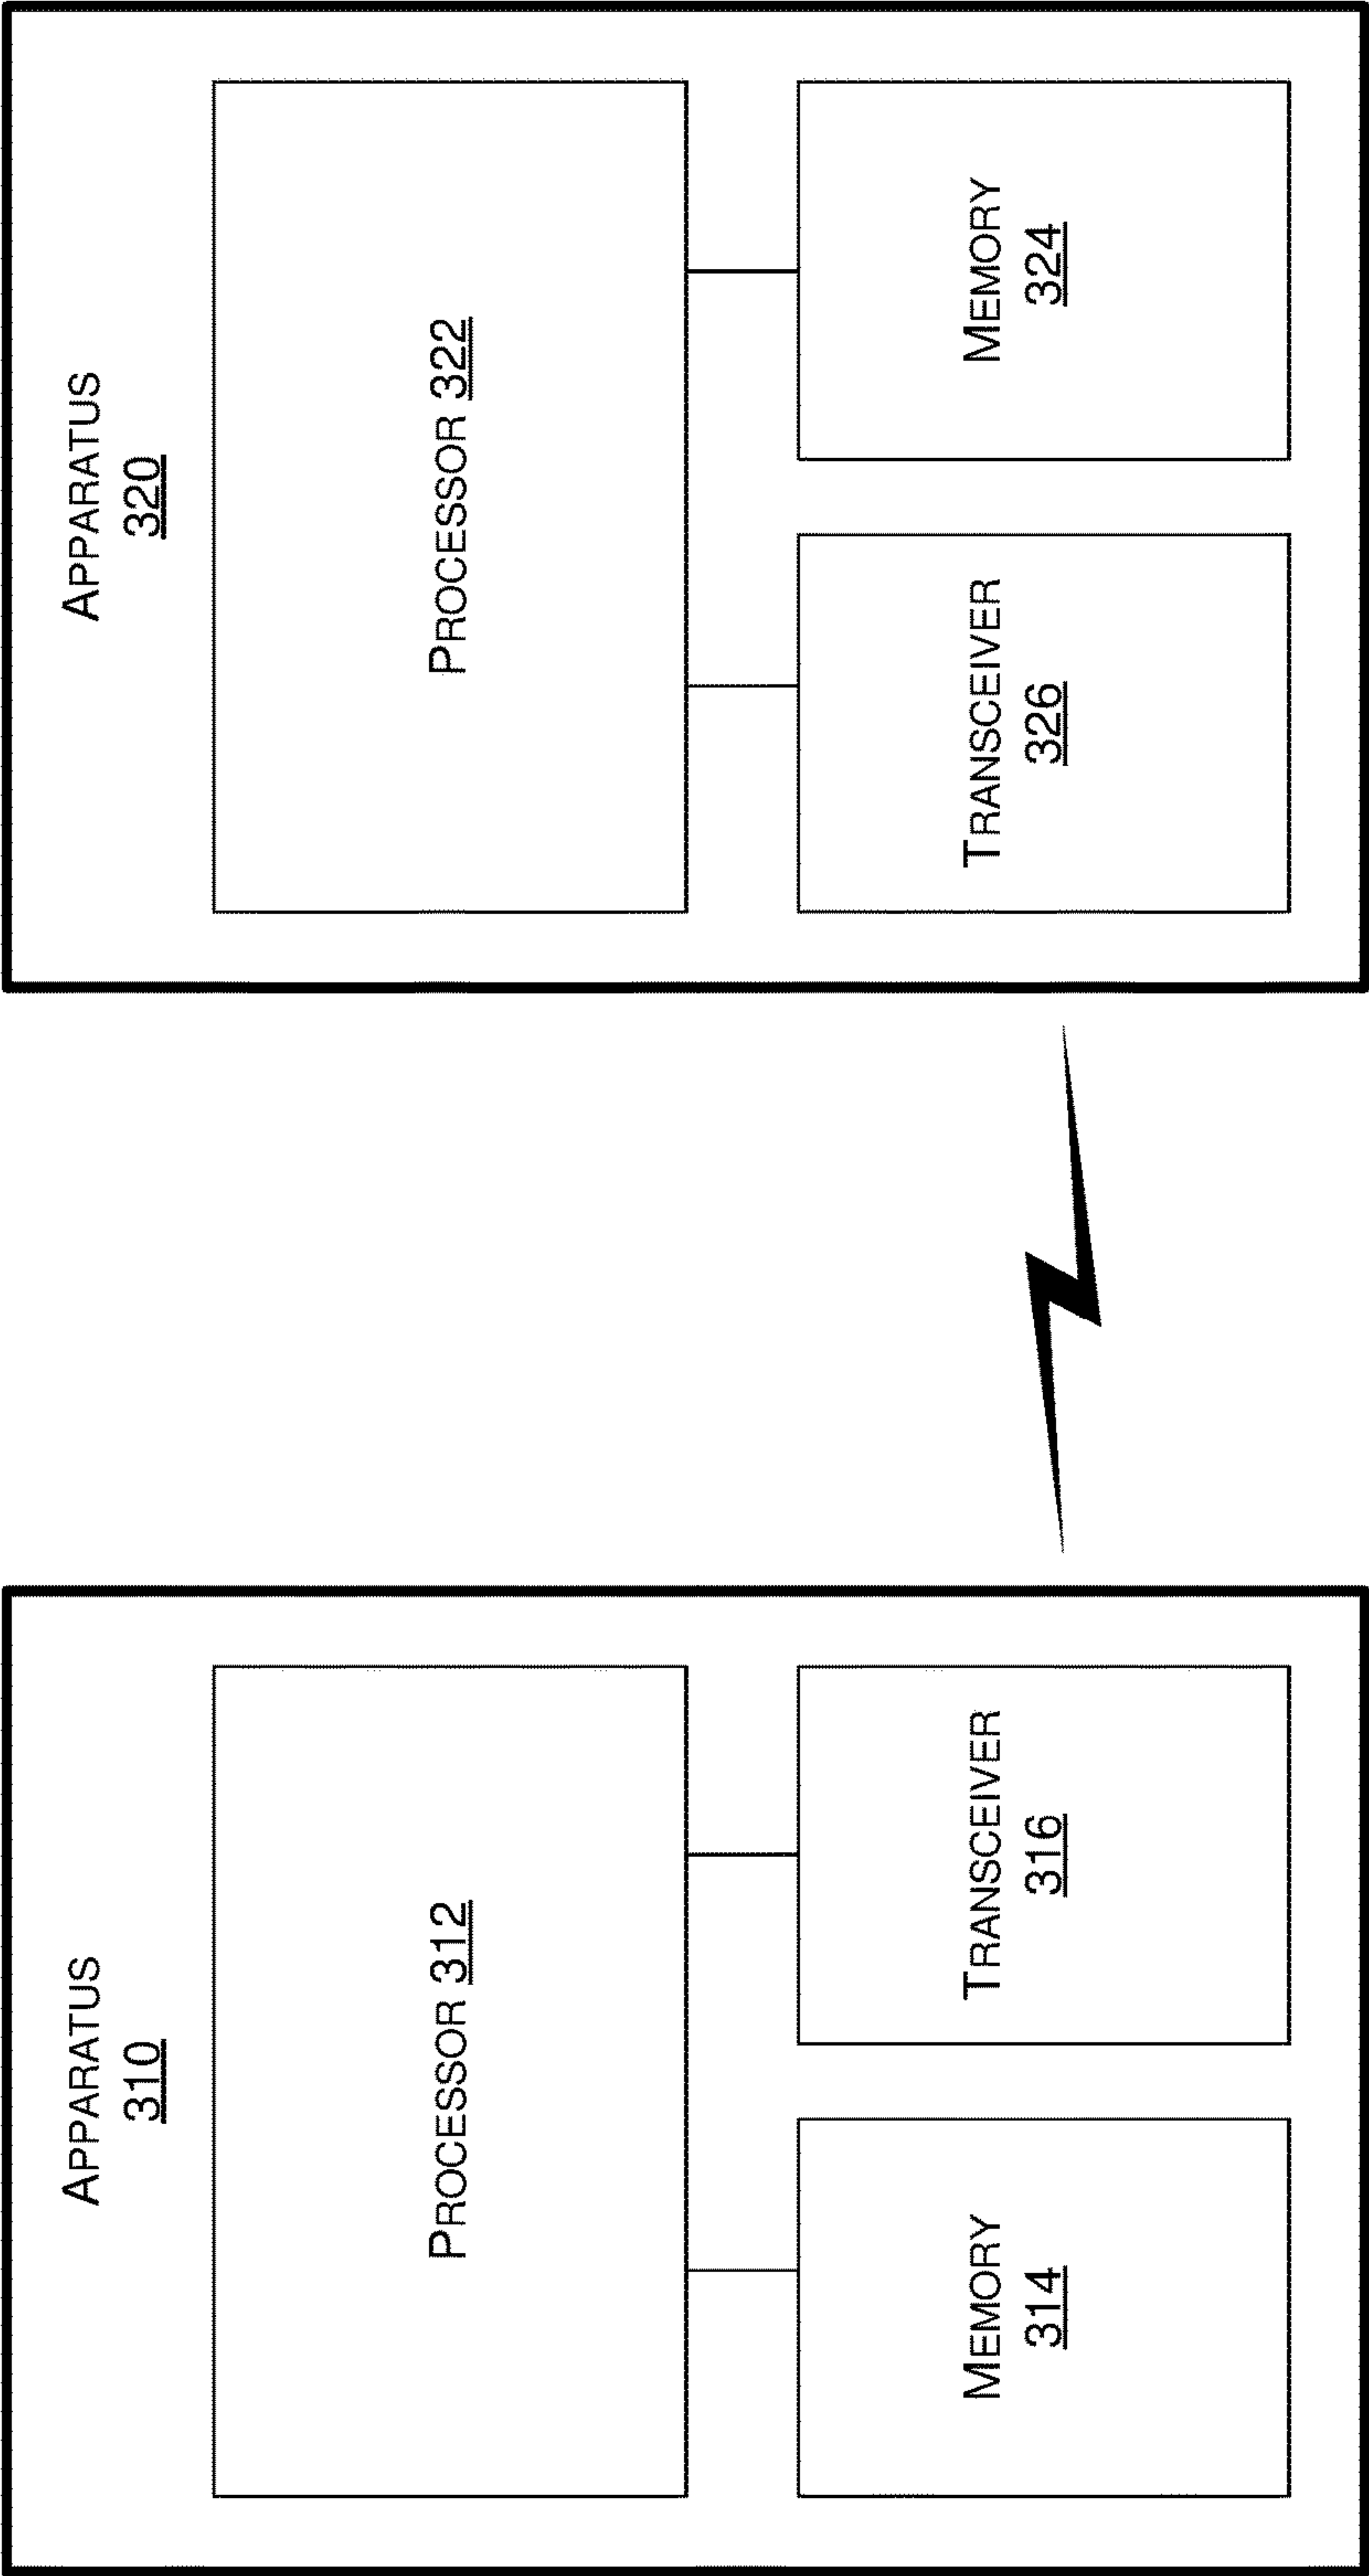 APPARATUS
310
PROCESSOR 312
MEMORY
314
TRANSCEIVER
316
APPARATUS
320
PROCESSOR 322
TRANSCEIVER
326
MEMORY
324